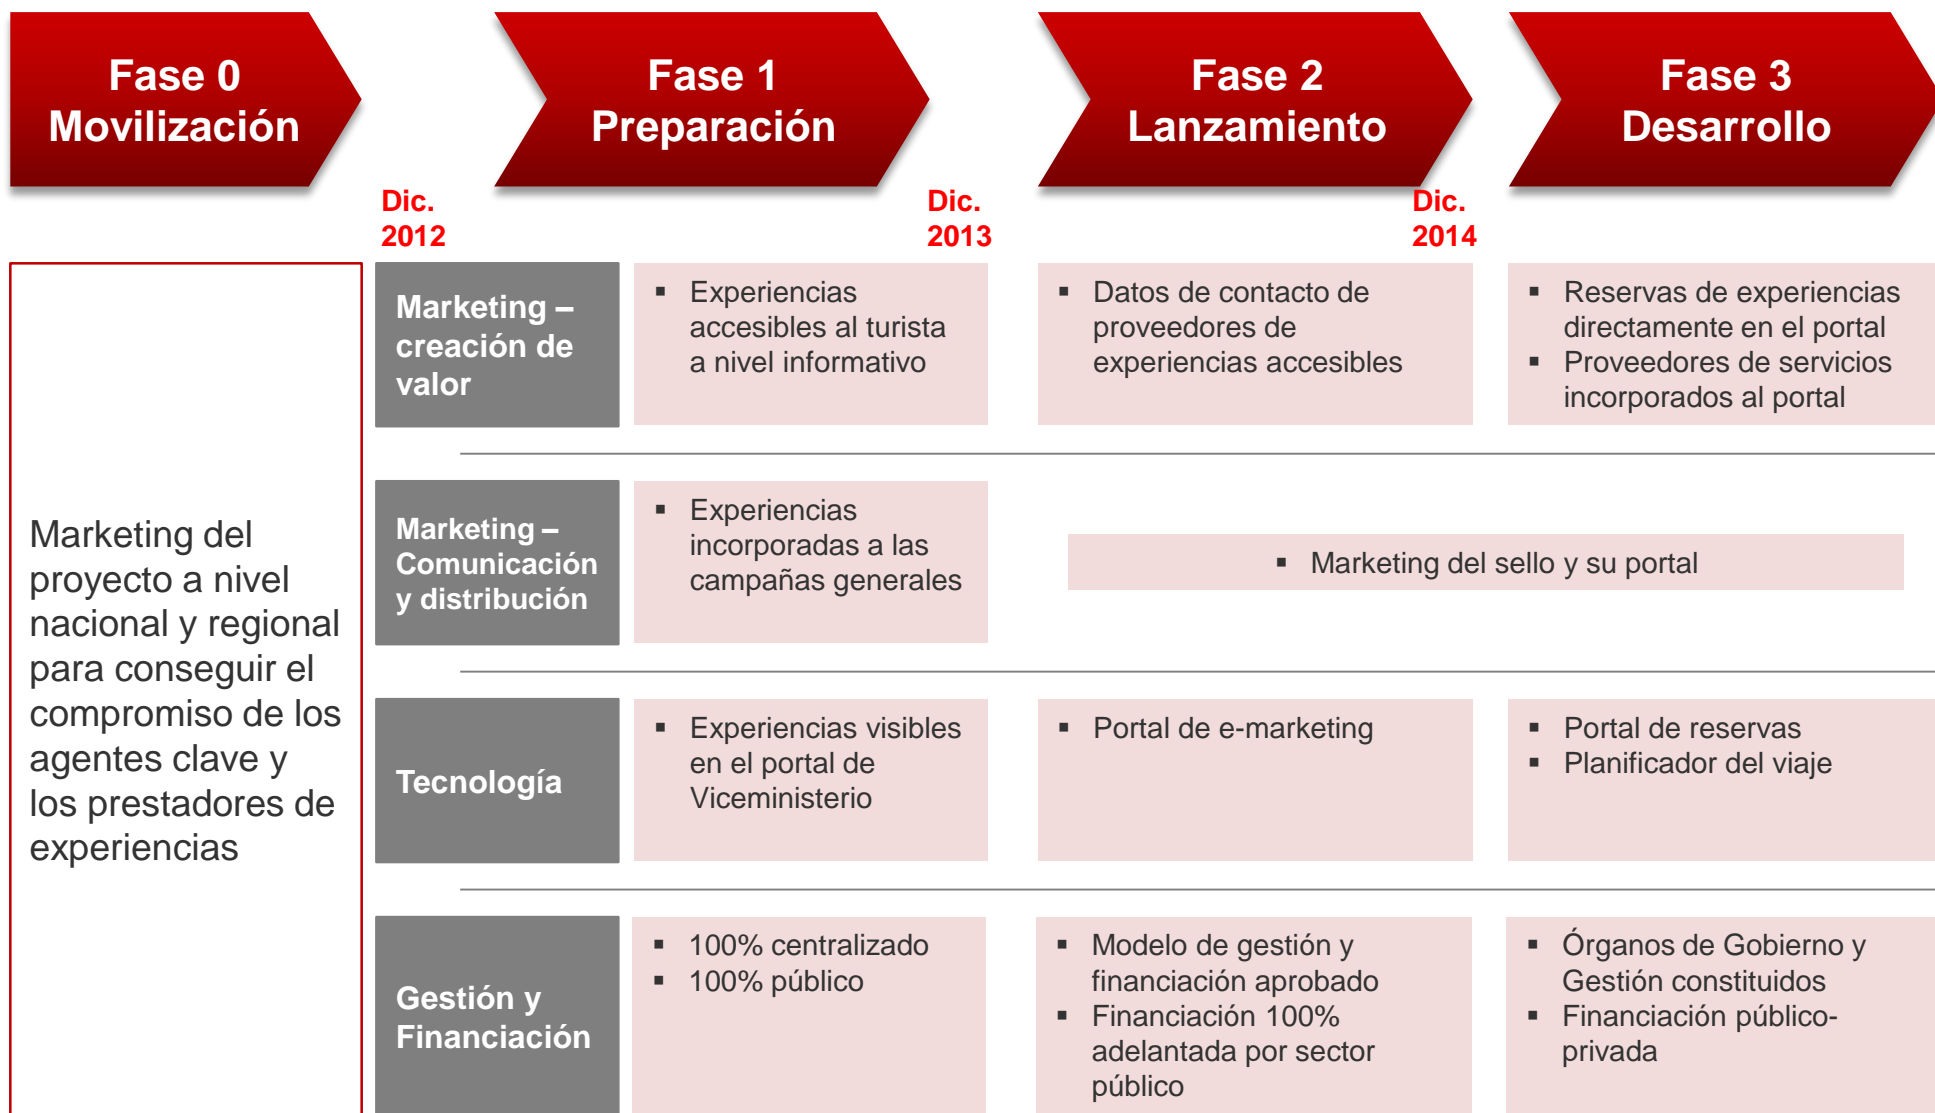 Fase 0
Movilización
Fase 1
Preparación
Fase 2
Lanzamiento
Fase 3
Desarrollo
Dic.
2012
Dic.
2013
Dic.
2014
Marketing del
proyecto a nivel
nacional y regional
para conseguir el
compromiso de los
agentes clave y
los prestadores de
experiencias
Marketing –
creación de
valor
▪ Experiencias
accesibles al turista
a nivel informativo
▪ Datos de contacto de
proveedores de
experiencias accesibles
▪ Reservas de experiencias
directamente en el portal
▪ Proveedores de servicios
incorporados al portal
Marketing –
Comunicación
y distribución
▪ Experiencias
incorporadas a las
campañas generales
▪ Marketing del sello y su portal
Tecnología
▪ Experiencias visibles
en el portal de
Viceministerio
▪ Portal de e-marketing
▪ Portal de reservas
▪ Planificador del viaje
Gestión y
Financiación
▪ 100% centralizado
▪ 100% público
▪ Modelo de gestión y
financiación aprobado
▪ Financiación 100%
adelantada por sector
público
▪ Órganos de Gobierno y
Gestión constituidos
▪ Financiación público-
privada